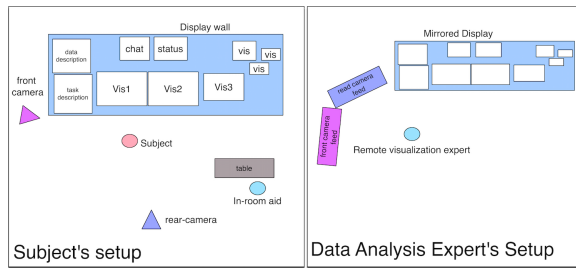 Display wall
data
description
chat
status
vis
vis
vis
task
description
Vis1
Vis2
Vis3
front
camera
Subject
table
In-room aid
rear-camera
Subject's setup
Mirrored Display
read camera
feed
front camera
feed
Remote visualization expert
Data Analysis Expert's Setup